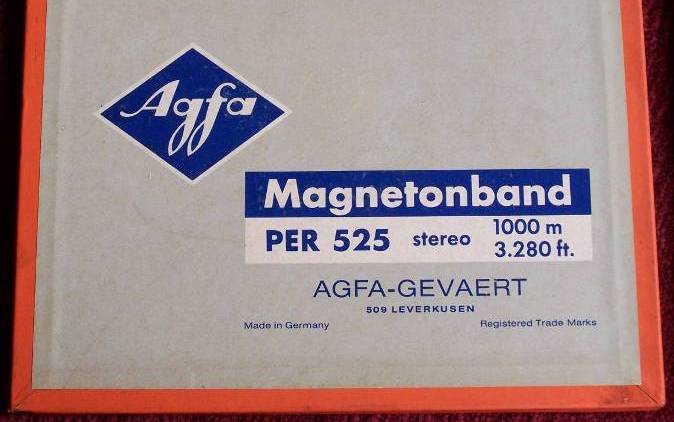 Agfa
Magnetonband
PER 525 stereo 1000 m
3.280 ft.
AGFA-GEVAERT
509 LEVERKUSEN
Made in Germany Registered Trade Marks